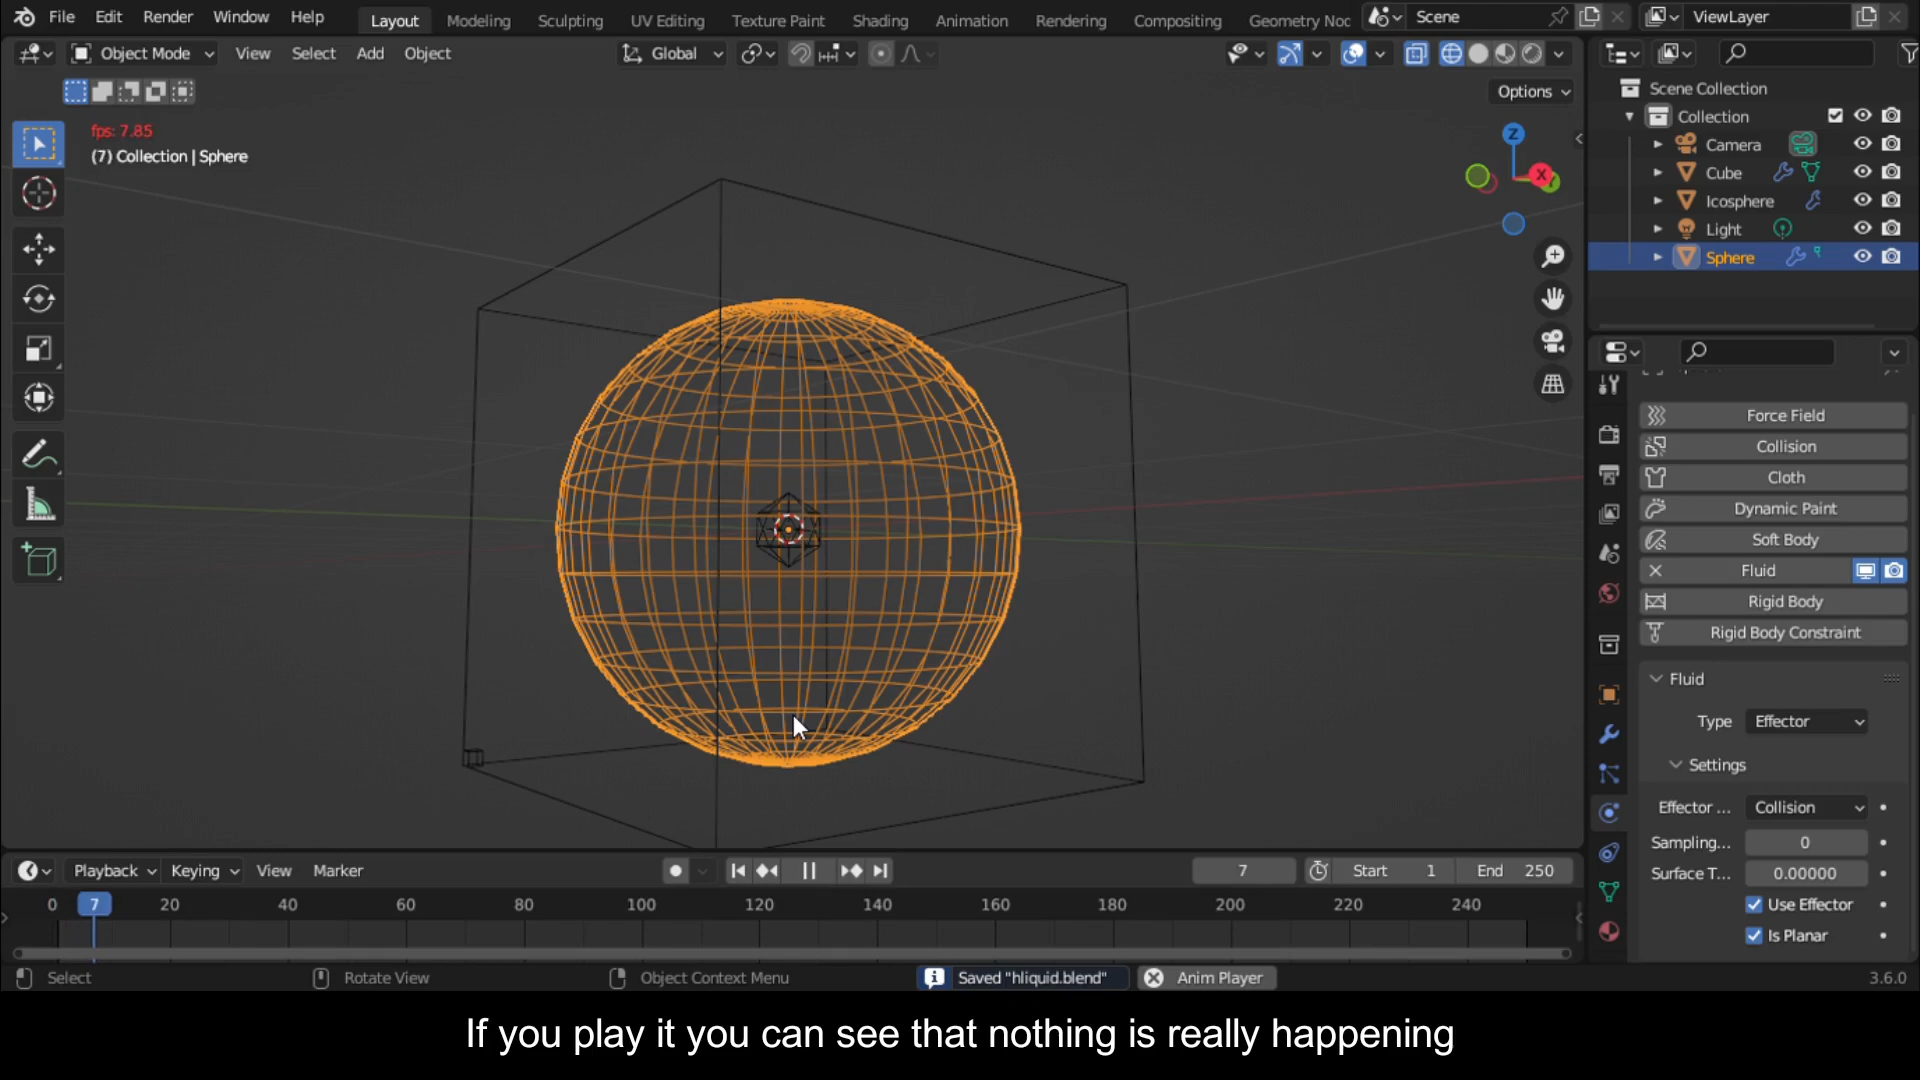 File Edit Render Window Help Layout Modeling Sculpting UV Editing Texture Paint Shading Animation Rendering Compositing Geometry Noc Scene ViewLayer
Object Mode View Select Add Object Global
Options
fps: 7.85
(7) Collection | Sphere
Z
X
Scene Collection
Collection
Camera
Cube
Icosphere
Light
Sphere
Force Field
Collision
Cloth
Dynamic Paint
Soft Body
Fluid
Rigid Body
Rigid Body Constraint
Fluid
Type Effector
Settings
Effector ... Collision
Sampling... 0
Surface T... 0.00000
Use Effector
Is Planar
Playback Keying View Marker 7 Start 1 End 250
0 7 20 40 60 80 100 120 140 160 180 200 220 240
Select Rotate View Object Context Menu Saved "hliquid.blend" Anim Player 3.6.0
If you play it you can see that nothing is really happening